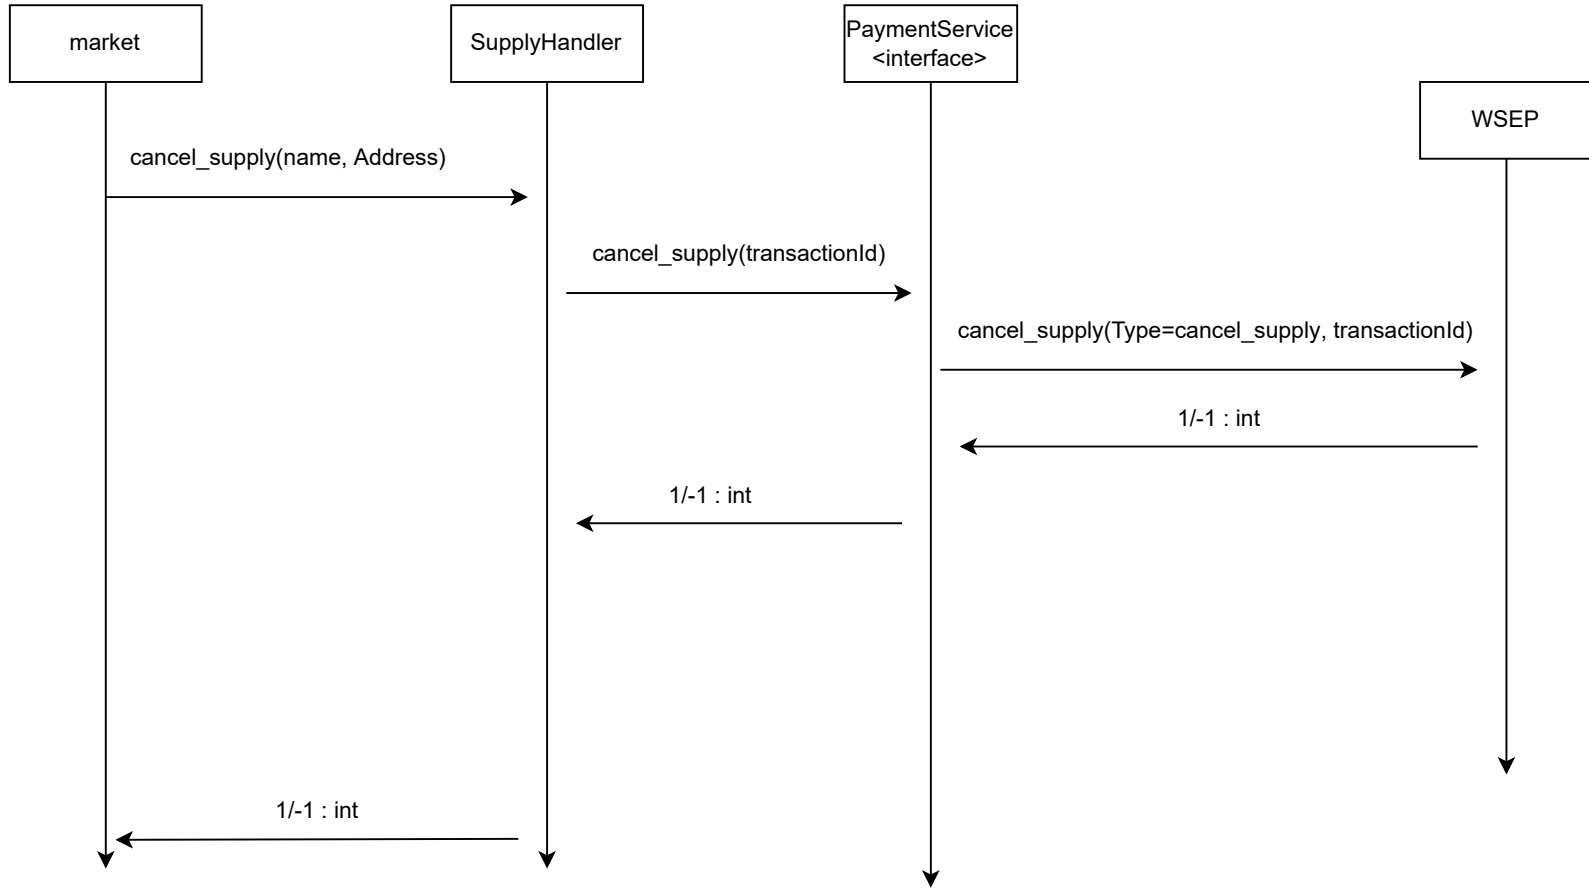 market
SupplyHandler
PaymentService
<interface>
WSEP
cancel_supply(name, Address)
cancel_supply(transactionId)
cancel_supply(Type=cancel_supply, transactionId)
1/-1 : int
1/-1 : int
1/-1 : int